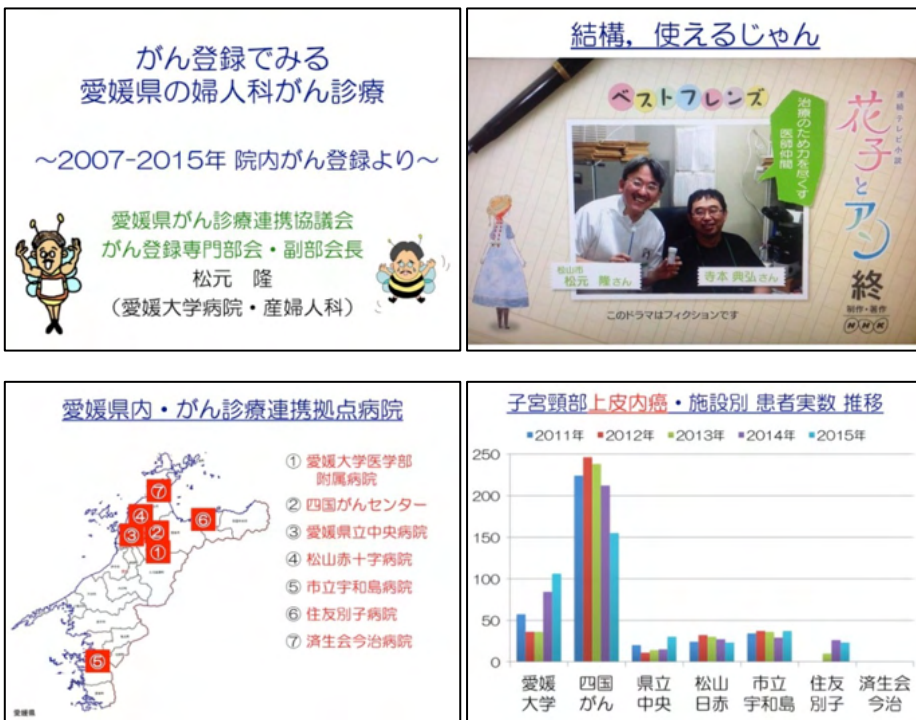 がん登録でみる
愛媛県の婦人科がん診療
～2007-2015年 院内がん登録より～
愛媛県がん診療連携協議会
がん登録専門部会・副部会長
松元 隆
(愛媛大学病院・産婦人科)
結構，使えるじゃん
ベストフレンズ
治療のため力を尽くす
医師仲間
連続テレビ小説
花子とアン
終
制作・著作
NHK
松山市
松元 隆さん
寺本 典弘さん
このドラマはフィクションです
愛媛県内・がん診療連携拠点病院
① 愛媛大学医学部
附属病院
② 四国がんセンター
③ 愛媛県立中央病院
④ 松山赤十字病院
⑤ 市立宇和島病院
⑥ 住友別子病院
⑦ 済生会今治病院
⑦
④
⑥
③
②
①
⑤
愛媛県
子宮頸部上皮内癌・施設別 患者実数 推移
2011年 2012年 2013年 2014年 2015年
250
200
150
100
50
0
愛媛 四国 県立 松山 市立 住友 済生会
大学 がん 中央 日赤 宇和島 別子 今治